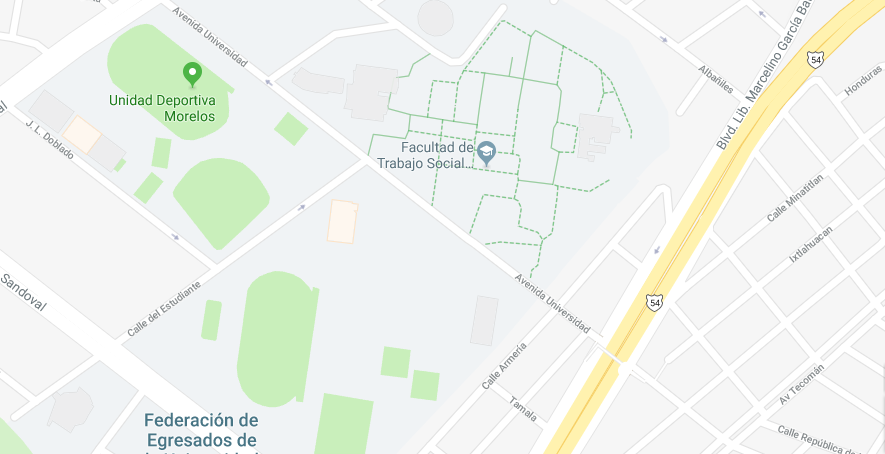 Avenida Universidad
54
Blvd. Lib. Marcelino García Ba
Albañiles
Honduras
Unidad Deportiva
Morelos
J. L. Doblado
Facultad de
Trabajo Social...
Calle Minatitlan
Ixtlahuacan
Sandoval
Calle del Estudiante
Avenida Universidad
54
Calle Armería
Tamala
Av Tecomán
Calle República de
Federación de
Egresados de